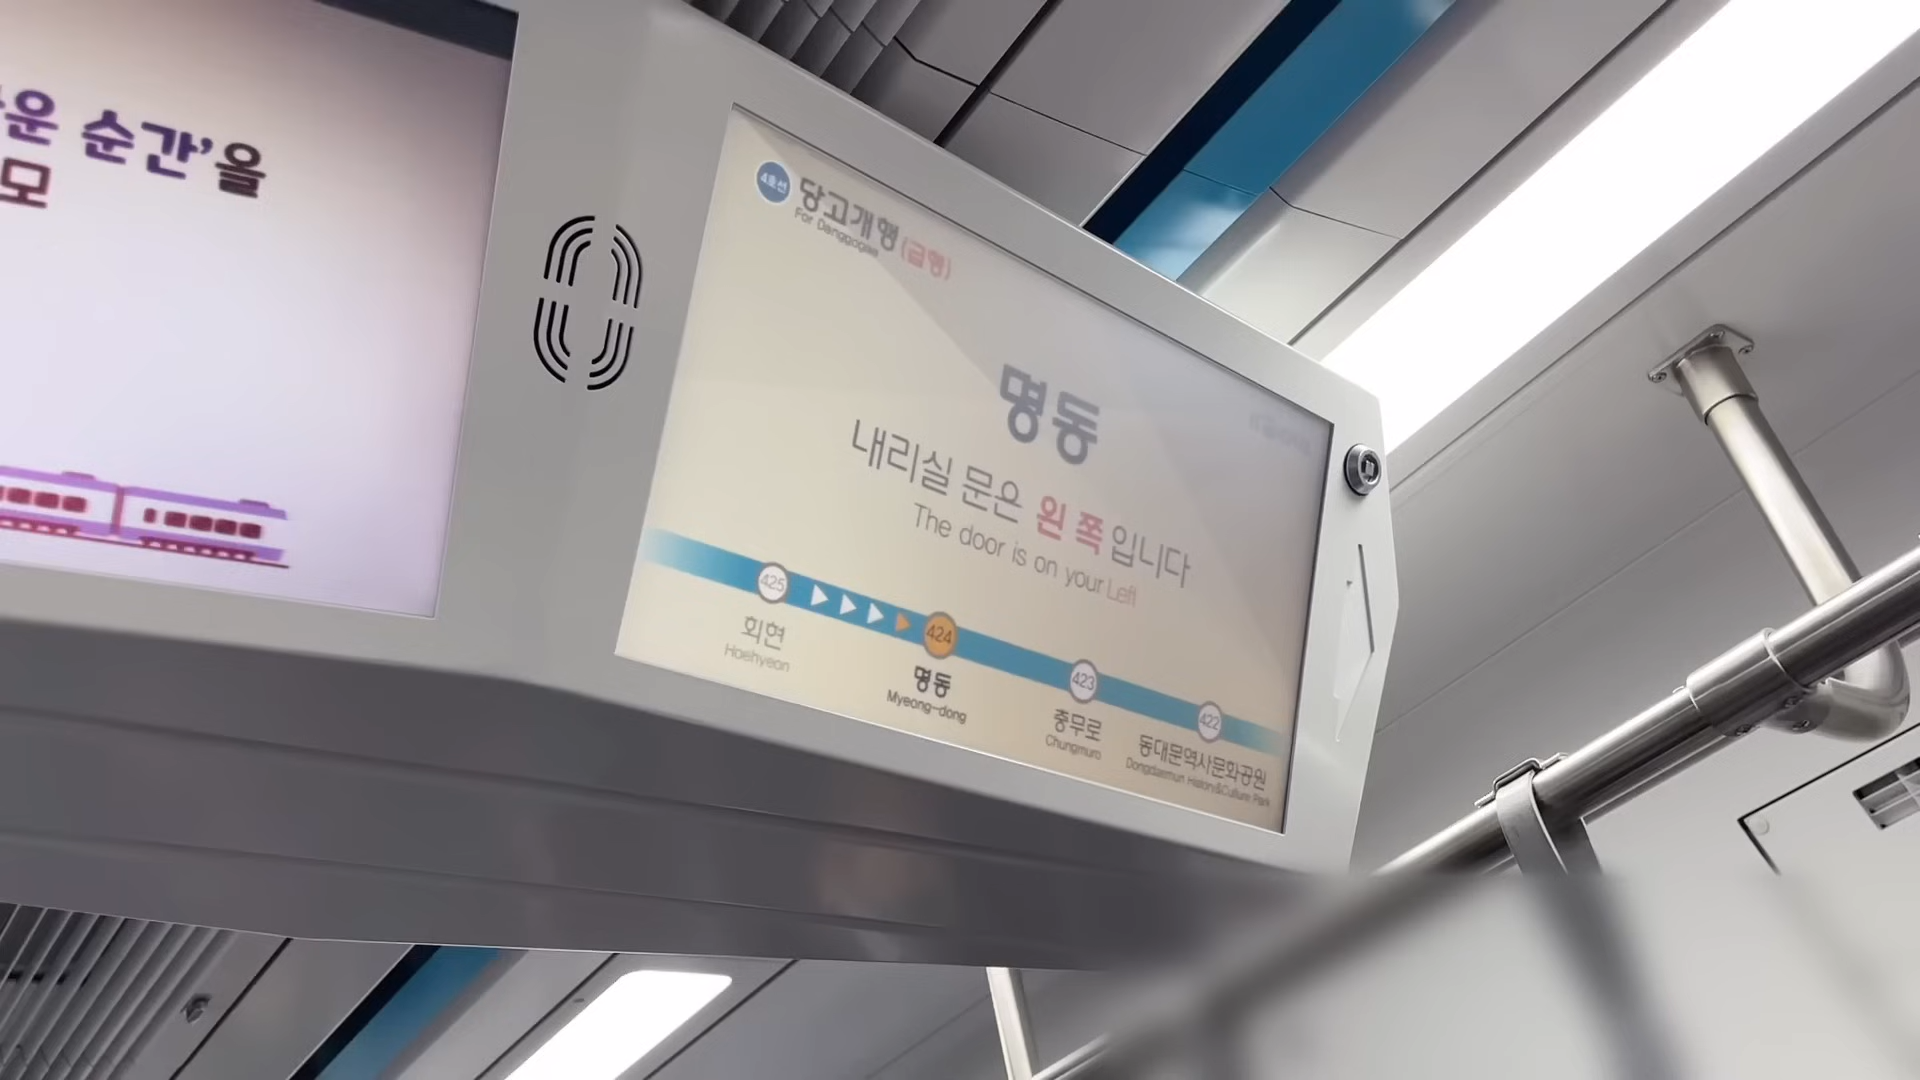 운 순간’을
모
4호선
당고개행 (급행)
For Danggogae
명동
내리실 문은 왼쪽입니다
The door is on your Left
425
424
423
422
회현
Hoehyeon
명동
Myeong-dong
충무로
Chungmuro
동대문역사문화공원
Dongdaemun History&Culture Park